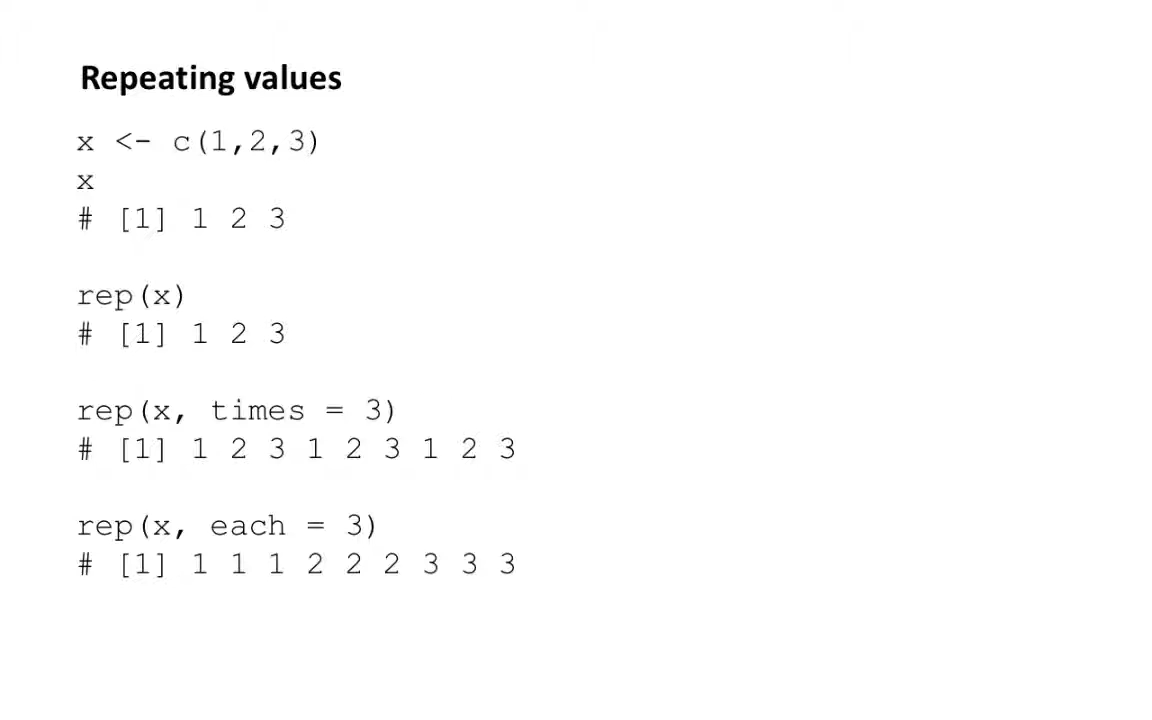 Repeating values
x <- c(1,2,3)
x
# [1] 1 2 3
rep(x)
# [1] 1 2 3
rep(x, times = 3)
# [1] 1 2 3 1 2 3 1 2 3
rep(x, each = 3)
# [1] 1 1 1 2 2 2 3 3 3